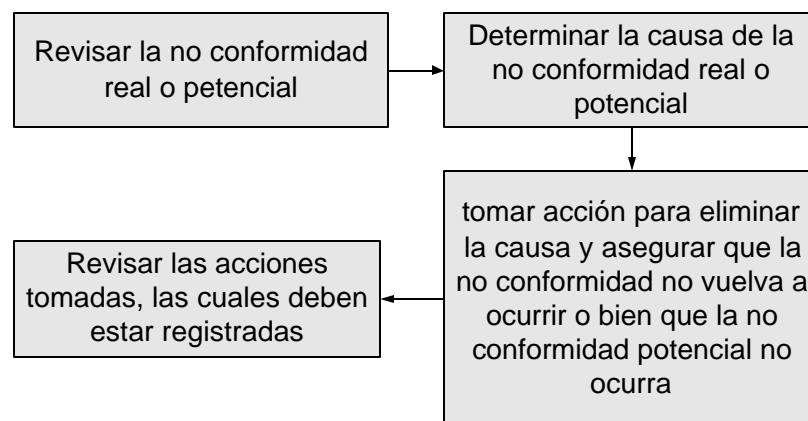 Revisar la no conformidad
real o petencial
Determinar la causa de la
no conformidad real o
potencial
tomar acción para eliminar
la causa y asegurar que la
no conformidad no vuelva a
ocurrir o bien que la no
conformidad potencial no
ocurra
Revisar las acciones
tomadas, las cuales deben
estar registradas